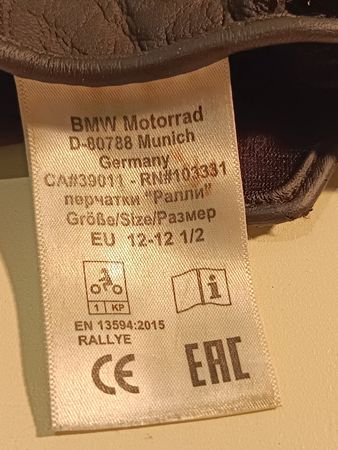 BMW Motorrad
D-80788 Munich
Germany
CA#39011 - RN#103331
перчатки "Ралли"
Größe/Size/Размер
EU 12-12 1/2
1 KP
i
EN 13594:2015
RALLYE
CE EAC